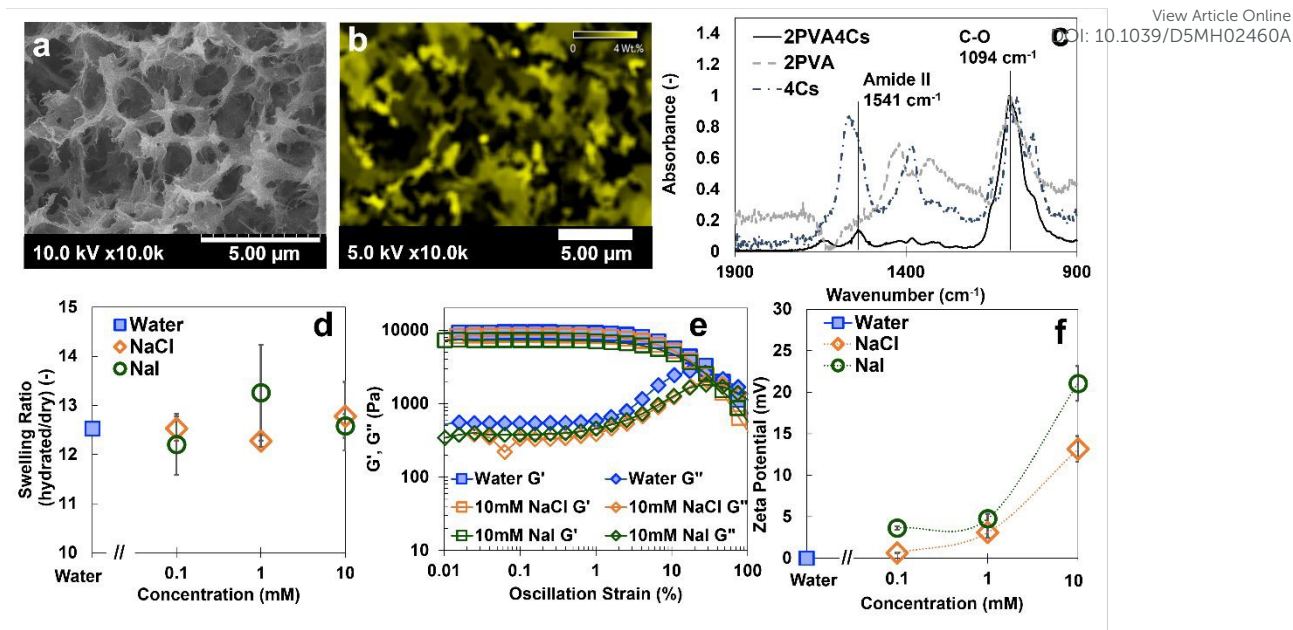 View Article Online
DOI: 10.1039/D5MH02460A
a
10.0 kV x10.0k
5.00 µm
b
0
4 Wt.%
5.0 kV x10.0k
5.00 µm
c
1.4
1.2
1
0.8
0.6
0.4
0.2
0
Absorbance (-)
2PVA4Cs
2PVA
4Cs
Amide II
1541 cm⁻¹
C-O
1094 cm⁻¹
1900
1400
900
Wavenumber (cm⁻¹)
d
15
14
13
12
11
10
Swelling Ratio
(hydrated/dry) (-)
Water
NaCl
NaI
Water
//
0.1
1
10
Concentration (mM)
e
10000
1000
100
10
G', G" (Pa)
Water G'
Water G"
10mM NaCl G'
10mM NaCl G"
10mM NaI G'
10mM NaI G"
0.01
0.1
1
10
100
Oscillation Strain (%)
f
30
25
20
15
10
5
0
Zeta Potential (mV)
Water
NaCl
NaI
Water
//
0.1
1
10
Concentration (mM)